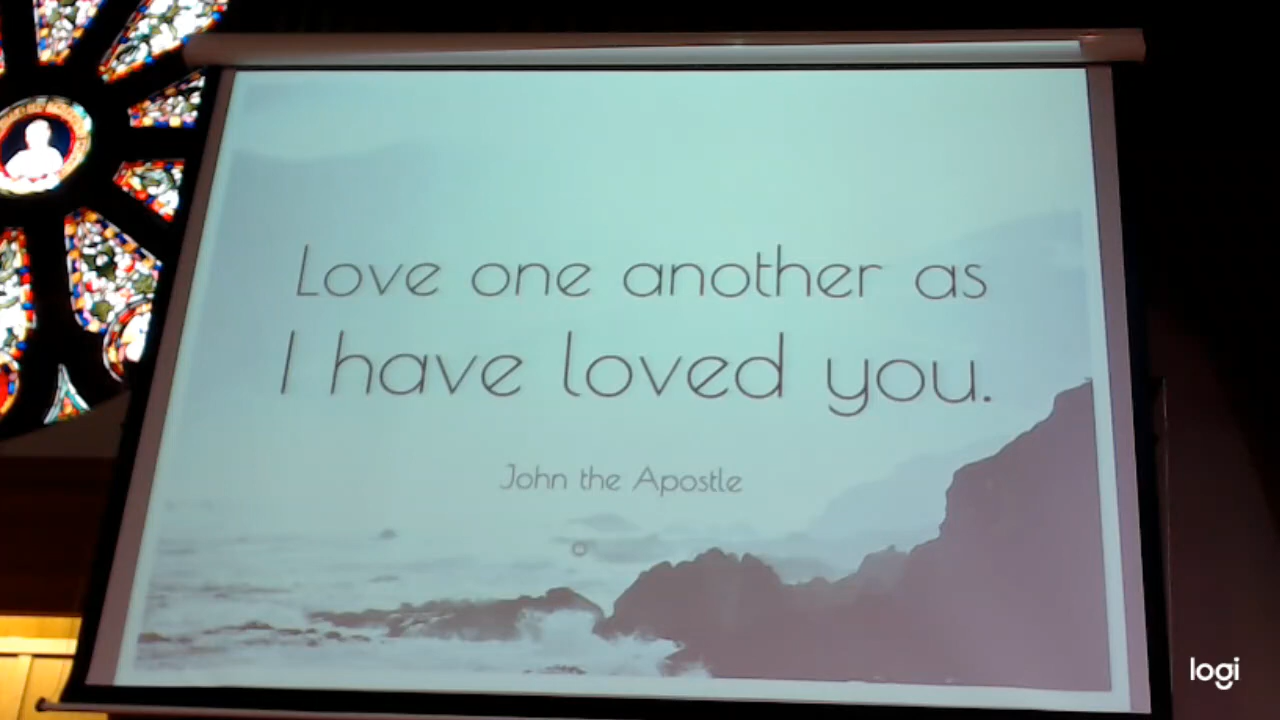 Love one another as
I have loved you.
John the Apostle
logi